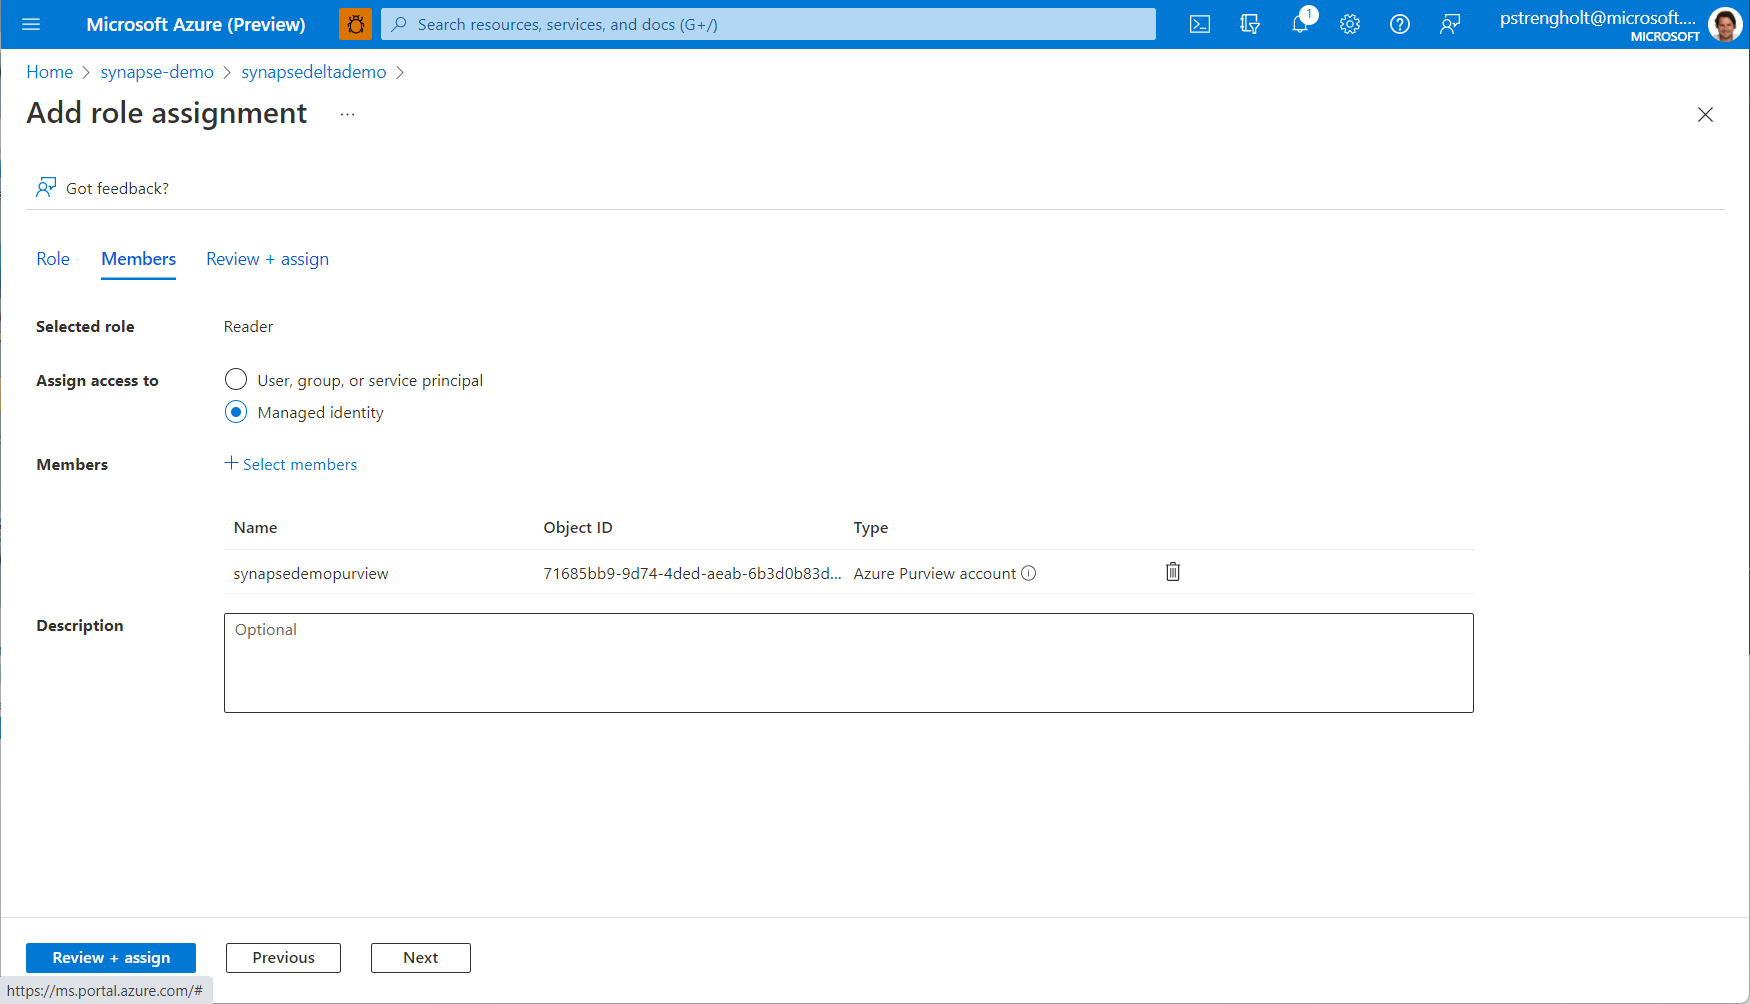 Microsoft Azure (Preview)
Search resources, services, and docs (G+/)
1
pstrengholt@microsoft....
MICROSOFT
Home > synapse-demo > synapsedeltademo >
Add role assignment ...
Got feedback?
Role Members Review + assign
Selected role Reader
Assign access to User, group, or service principal
Managed identity
Members + Select members
Name Object ID Type
synapsedemopurview 71685bb9-9d74-4ded-aeab-6b3d0b83d... Azure Purview account
Description Optional
Review + assign Previous Next
https://ms.portal.azure.com/#